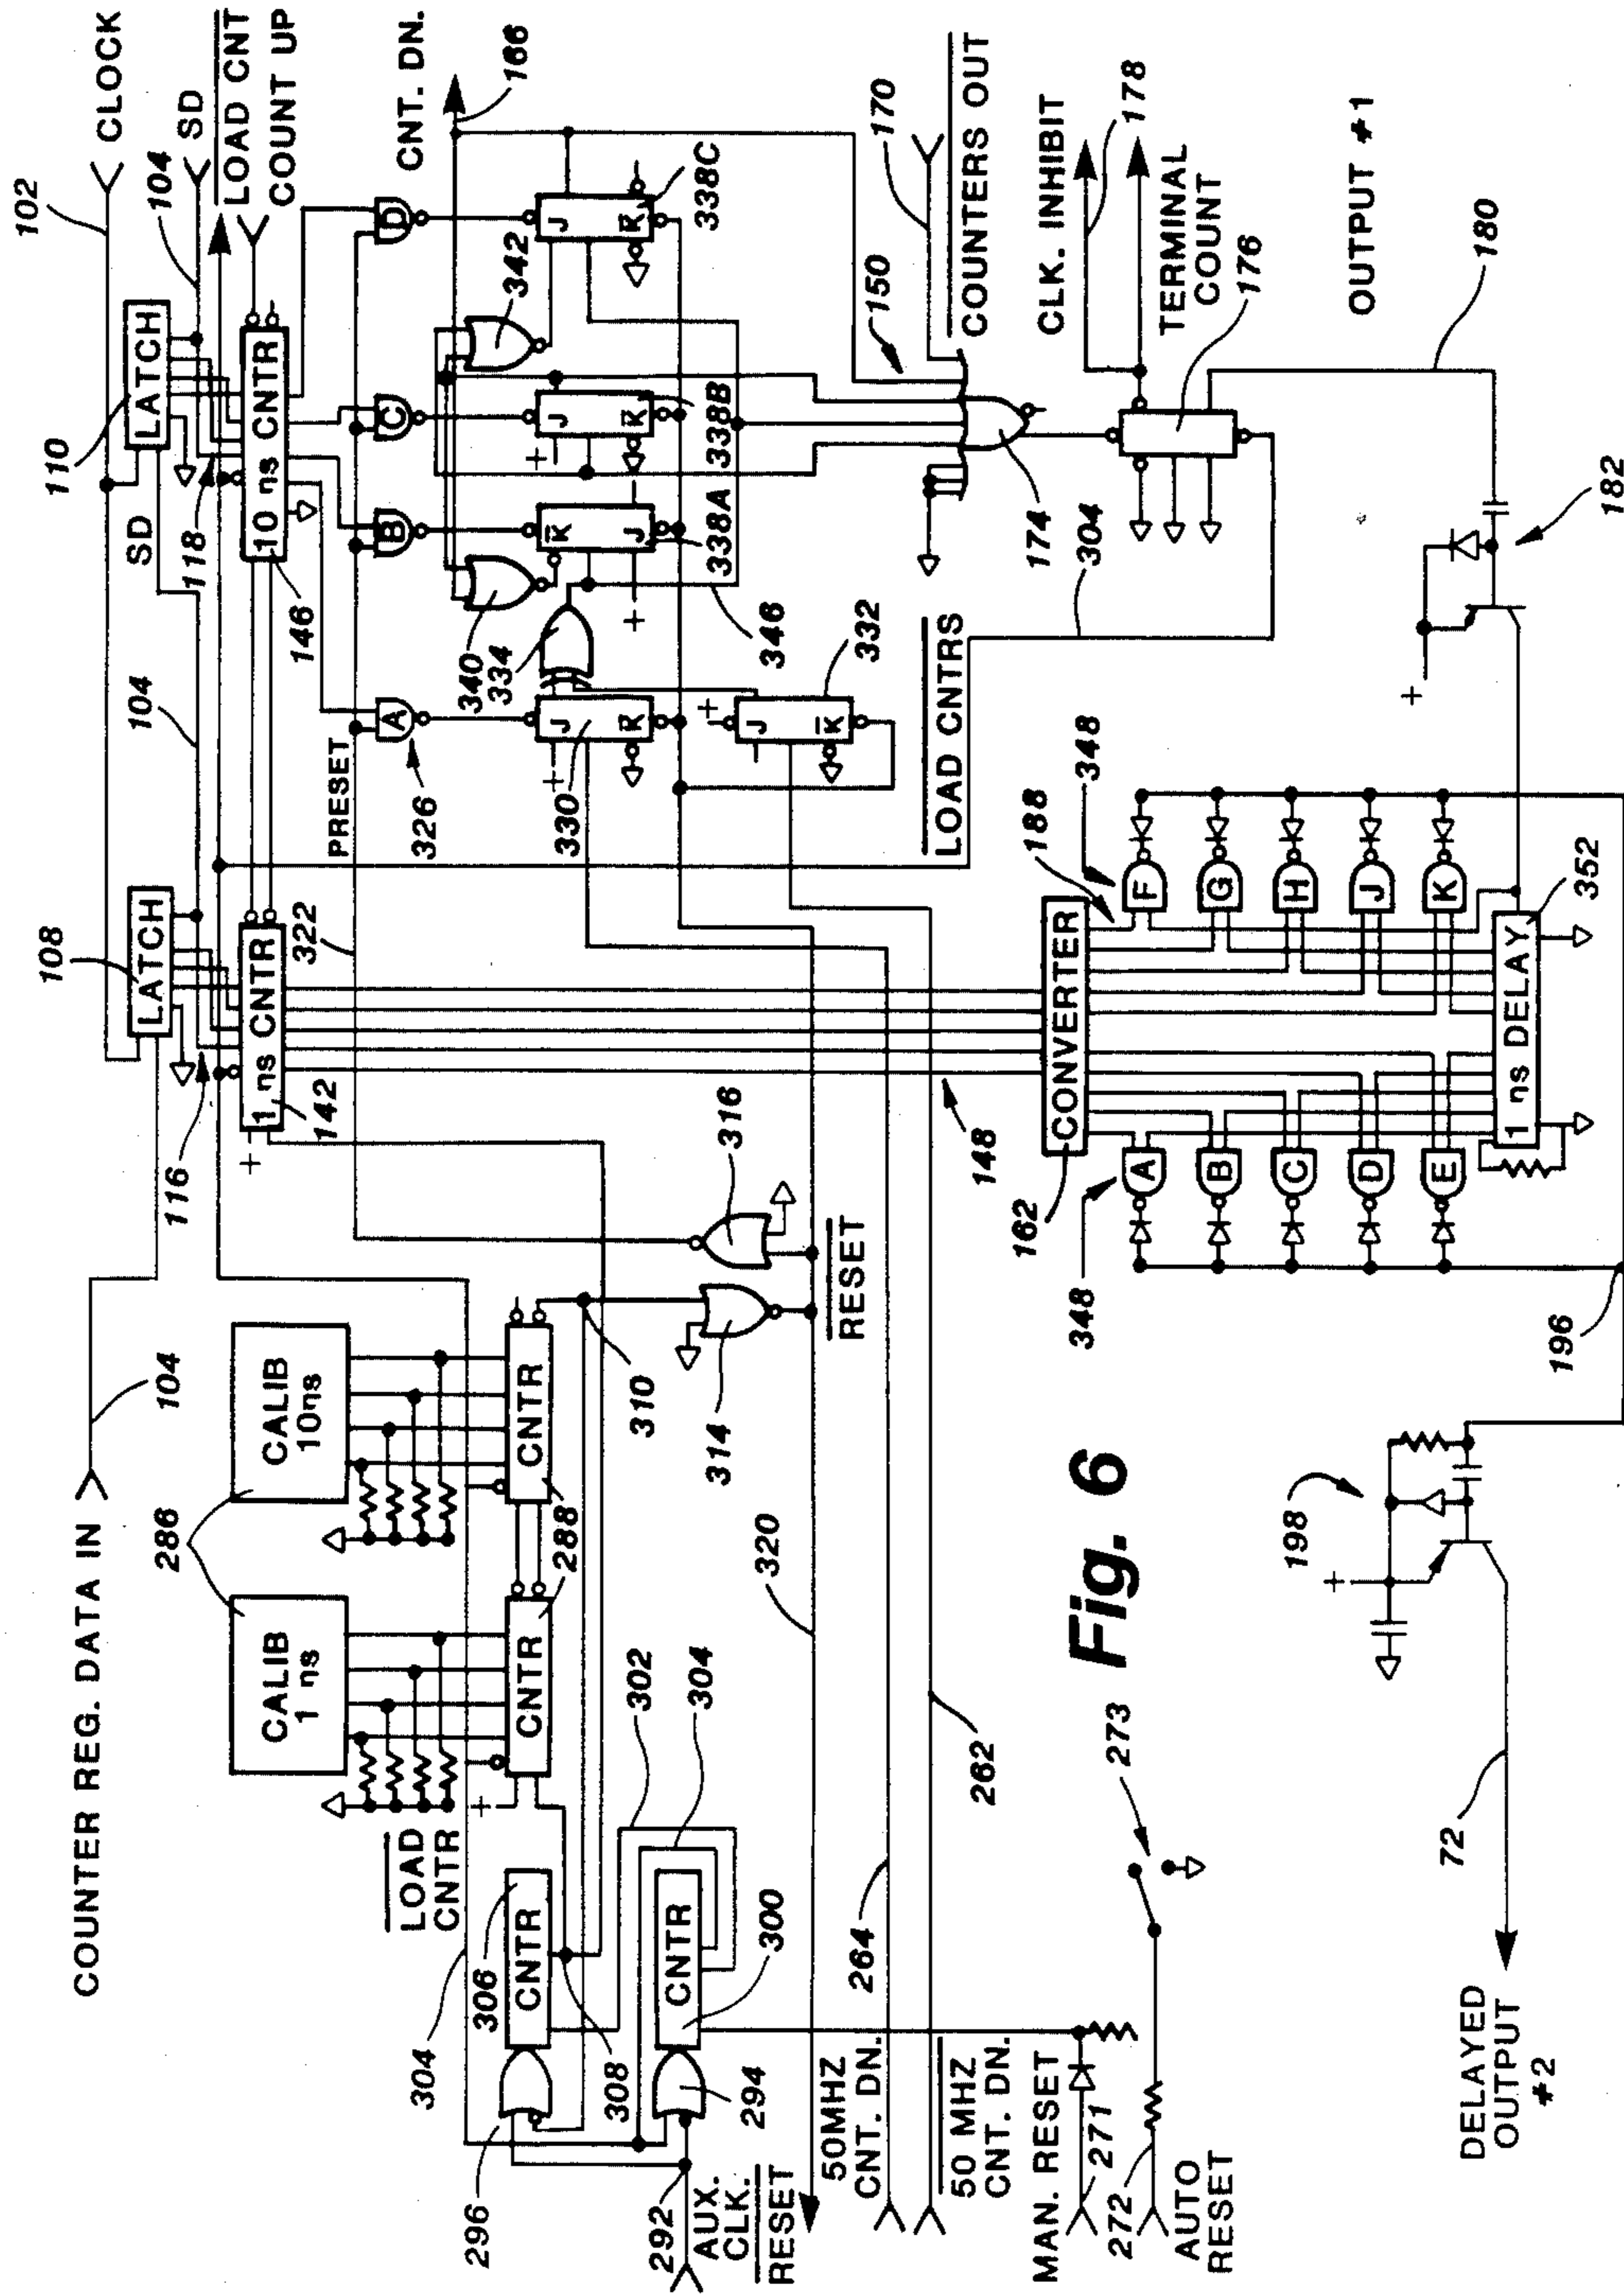 102
CLOCK
110
LATCH
SD
104
SD
LOAD CNT
COUNT UP
118
10 ns CNTR
146
104
108
LATCH
116
1 ns CNTR
142
322
PRESET
COUNTER REG. DATA IN
104
286
CALIB
1 ns
CALIB
10ns
LOAD
CNTR
CNTR
288
CNTR
310
314
316
RESET
304
306
CNTR
308
302
304
CNTR
300
296
294
292
AUX.
CLK.
RESET
320
50MHZ
CNT. DN.
264
50 MHZ
CNT. DN.
262
MAN. RESET
271
272
AUTO
RESET
273
A
326
B
C
D
CNT. DN.
166
J
K
330
334
340
K
J
338A
J
K
338B
342
J
K
338C
346
J
K
332
LOAD CNTRS
304
150
170
COUNTERS OUT
174
CLK. INHIBIT
178
TERMINAL
COUNT
176
OUTPUT #1
180
182
148
162
CONVERTER
188
348
A
B
C
D
E
348
F
G
H
J
K
1 ns DELAY
352
196
198
72
DELAYED
OUTPUT
#2
Fig. 6